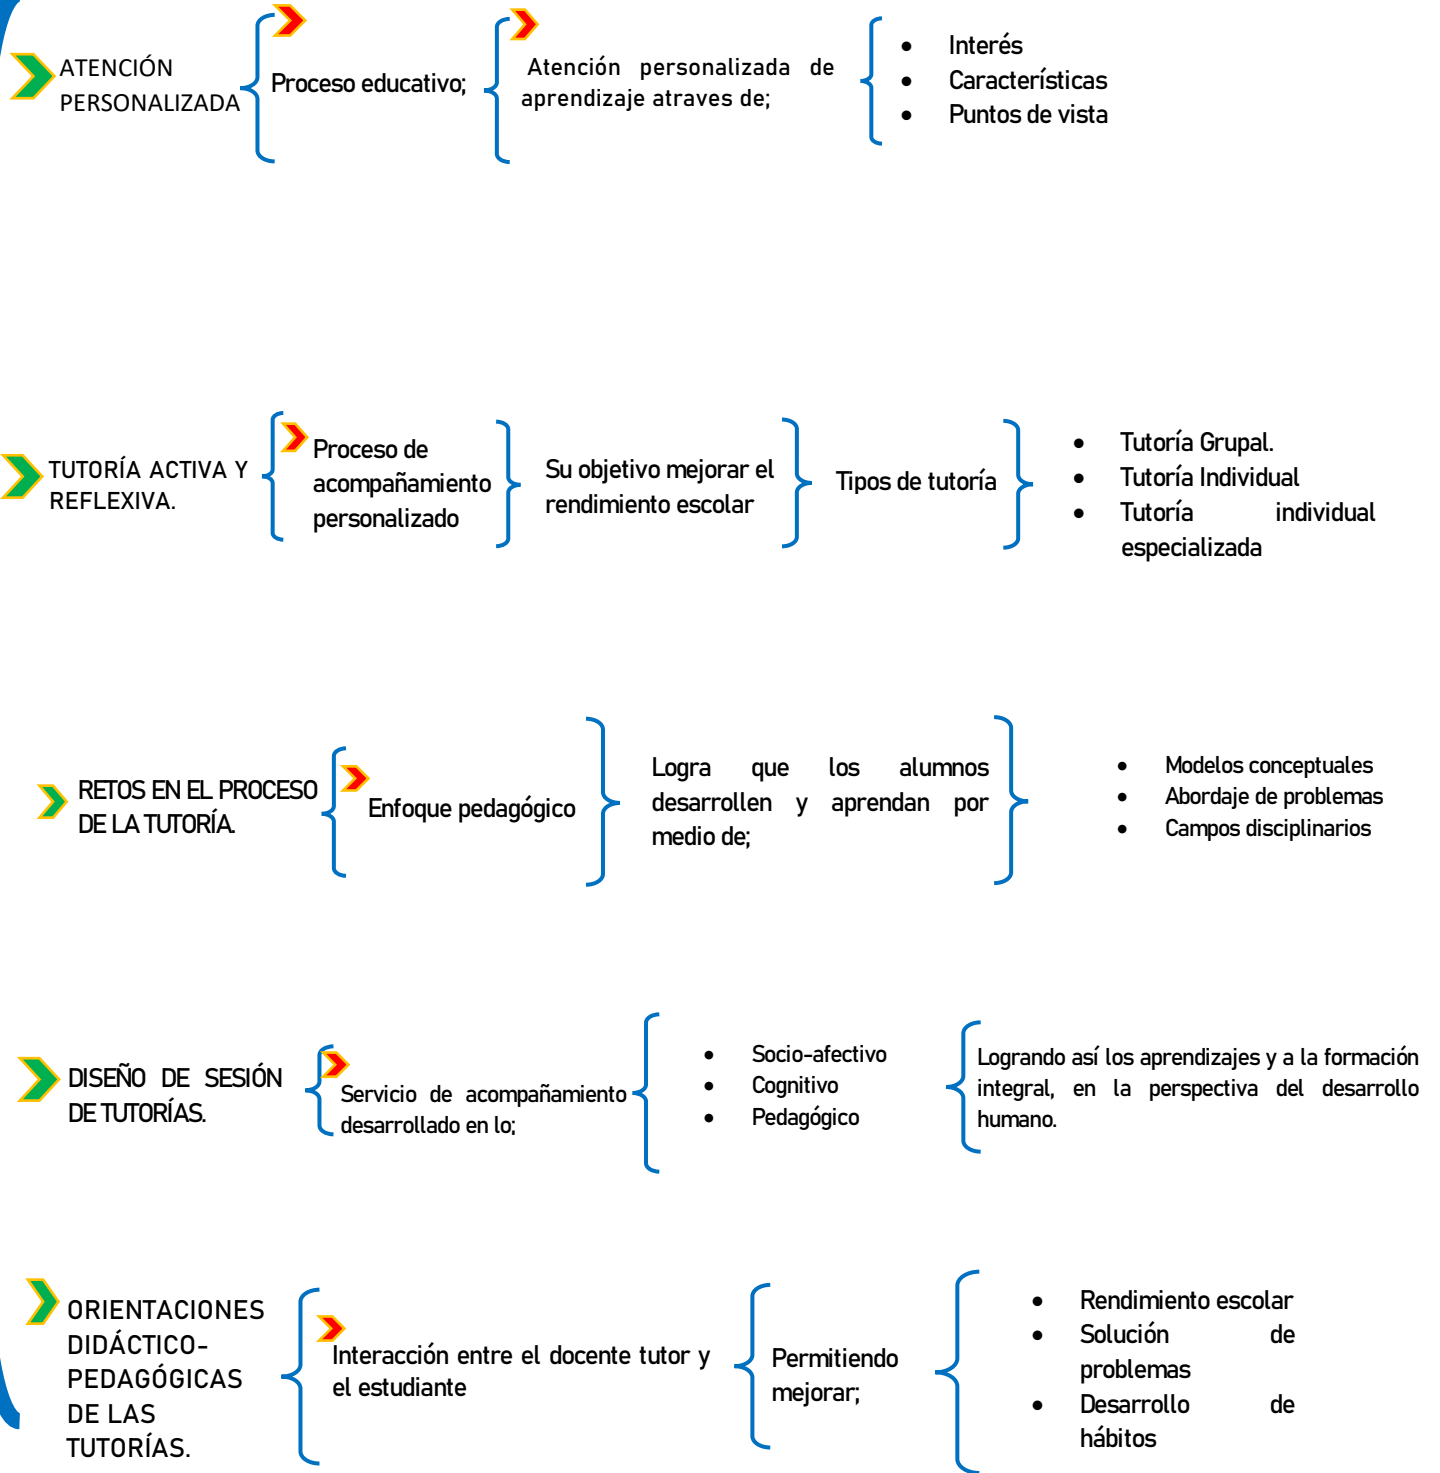 ATENCIÓN
PERSONALIZADA
Proceso educativo;
Atención personalizada de
aprendizaje atraves de;
• Interés
• Características
• Puntos de vista
TUTORÍA ACTIVA Y
REFLEXIVA.
Proceso de
acompañamiento
personalizado
Su objetivo mejorar el
rendimiento escolar
Tipos de tutoría
• Tutoría Grupal.
• Tutoría Individual
• Tutoría individual
especializada
RETOS EN EL PROCESO
DE LA TUTORÍA.
Enfoque pedagógico
Logra que los alumnos
desarrollen y aprendan por
medio de;
• Modelos conceptuales
• Abordaje de problemas
• Campos disciplinarios
DISEÑO DE SESIÓN
DE TUTORÍAS.
Servicio de acompañamiento
desarrollado en lo;
• Socio-afectivo
• Cognitivo
• Pedagógico
Logrando así los aprendizajes y a la formación
integral, en la perspectiva del desarrollo
humano.
ORIENTACIONES
DIDÁCTICO-
PEDAGÓGICAS
DE LAS
TUTORÍAS.
Interacción entre el docente tutor y
el estudiante
Permitiendo
mejorar;
• Rendimiento escolar
• Solución de
problemas
• Desarrollo de
hábitos